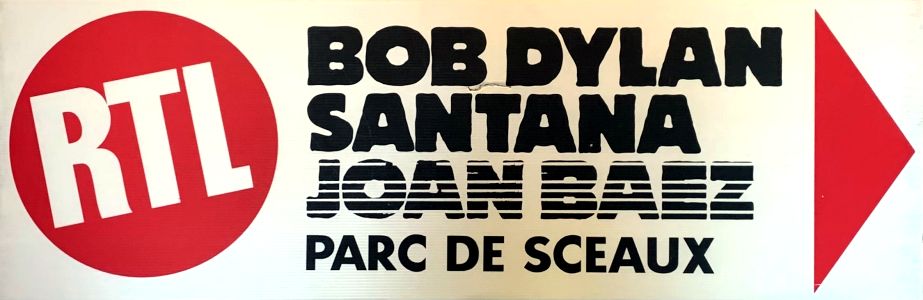 RTL
BOB DYLAN
SANTANA
JOAN BAEZ
PARC DE SCEAUX